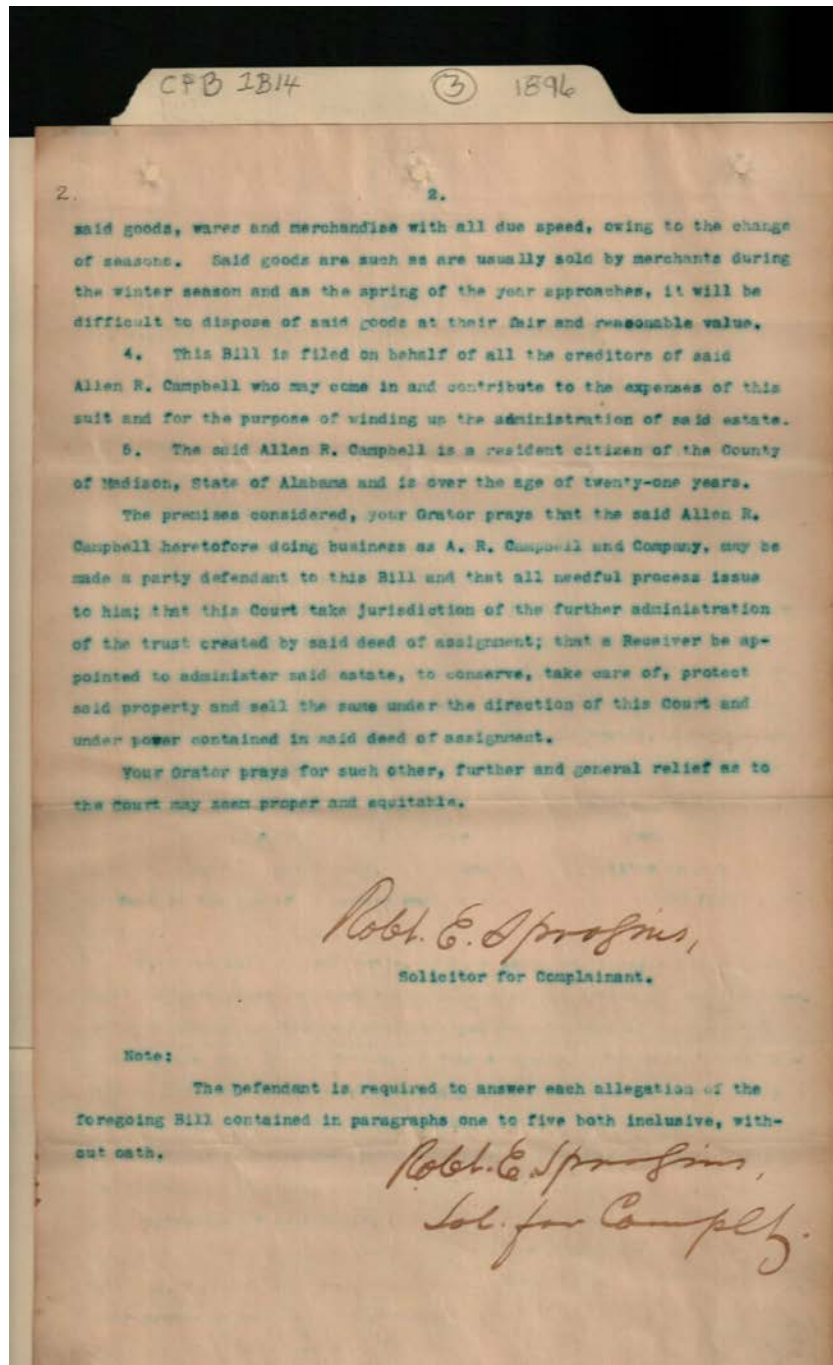 CPB 1B14 3 1896
2. 2.
said goods, wares and merchandise with all due speed, owing to the change
of seasons. Said goods are such as are usually sold by merchants during
the winter season and as the spring of the year approaches, it will be
difficult to dispose of said goods at their fair and reasonable value.
4. This Bill is filed on behalf of all the creditors of said
Allen R. Campbell who may come in and contribute to the expenses of this
suit and for the purpose of winding up the administration of said estate.
5. The said Allen R. Campbell is a resident citizen of the County
of Madison, State of Alabama and is over the age of twenty-one years.
The premises considered, your Orator prays that the said Allen R.
Campbell heretofore doing business as A. R. Campbell and Company, may be
made a party defendant to this Bill and that all needful process issue
to him; that this Court take jurisdiction of the further administration
of the trust created by said deed of assignment; that a Receiver be ap-
pointed to administer said estate, to conserve, take care of, protect
said property and sell the same under the direction of this Court and
under power contained in said deed of assignment.
Your Orator prays for such other, further and general relief as to
the Court may seem proper and equitable.
Robt. E. Spragins,
Solicitor for Complainant.
Note:
The Defendant is required to answer each allegation of the
foregoing Bill contained in paragraphs one to five both inclusive, with-
out oath.
Robt. E. Spragins,
Sol. for Complt.